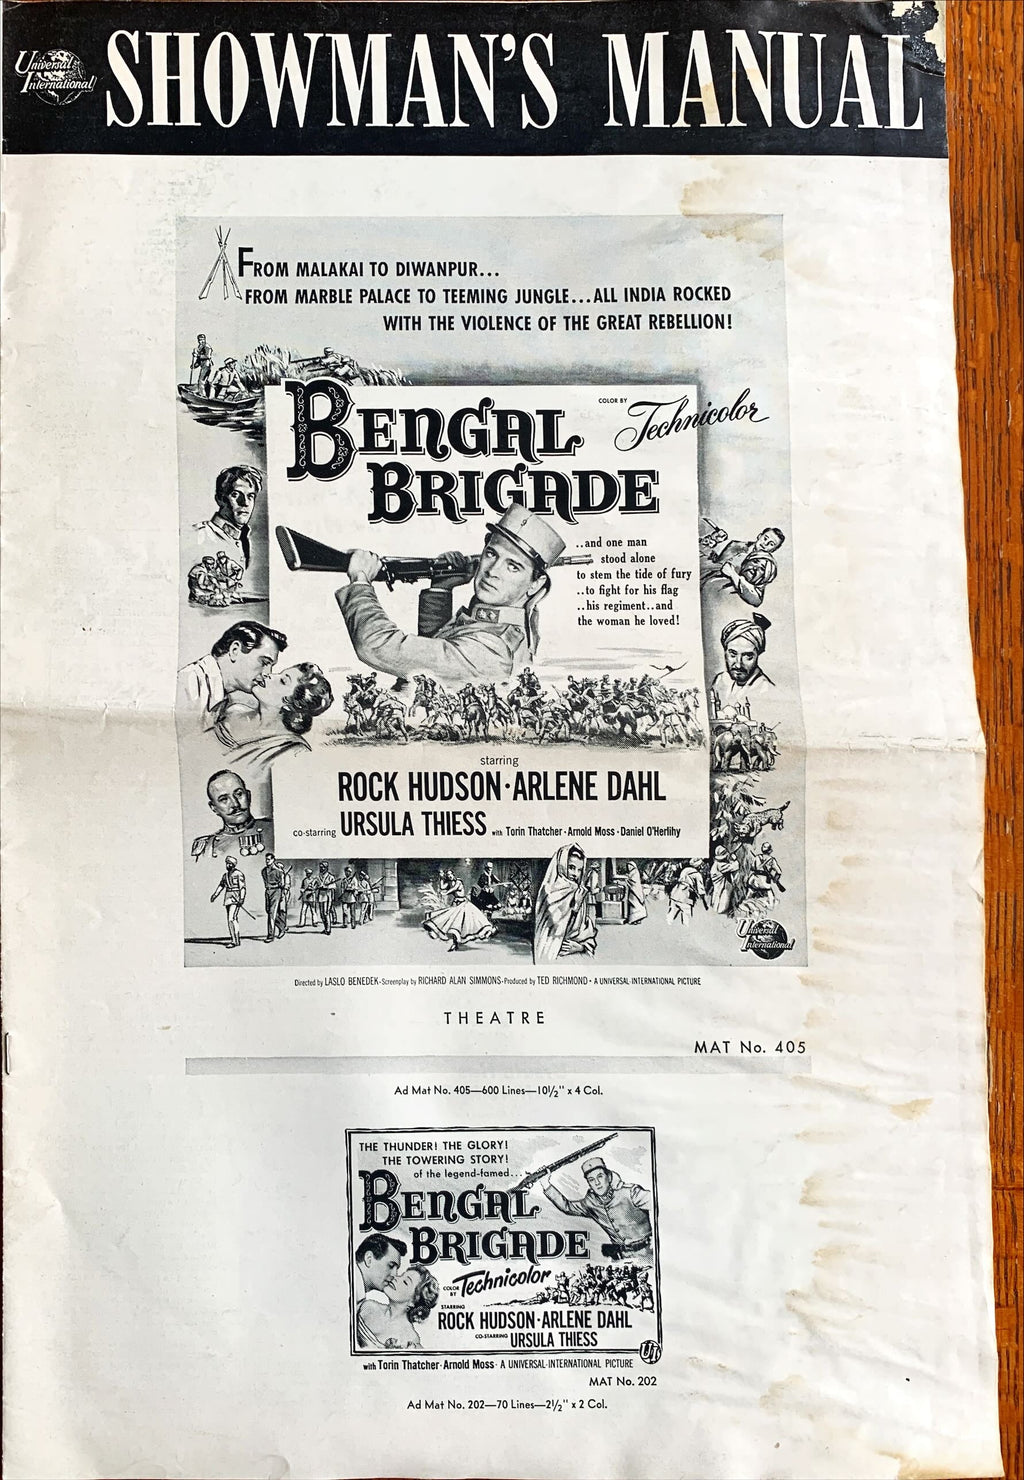 Universal International
SHOWMAN'S MANUAL
FROM MALAKAI TO DIWANPUR...
FROM MARBLE PALACE TO TEEMING JUNGLE...ALL INDIA ROCKED
WITH THE VIOLENCE OF THE GREAT REBELLION!
COLOR BY Technicolor
BENGAL
BRIGADE
..and one man
stood alone
to stem the tide of fury
..to fight for his flag
..his regiment..and
the woman he loved!
starring
ROCK HUDSON·ARLENE DAHL
co-starring URSULA THIESS with Torin Thatcher·Arnold Moss·Daniel O'Herlihy
Universal International
Directed by LASLO BENEDEK·Screenplay by RICHARD ALAN SIMMONS·Produced by TED RICHMOND·A UNIVERSAL-INTERNATIONAL PICTURE
THEATRE
MAT No. 405
Ad Mat No. 405—600 Lines—10½" x 4 Col.
THE THUNDER! THE GLORY!
THE TOWERING STORY!
of the legend-famed...
BENGAL
BRIGADE
COLOR BY Technicolor
STARRING
ROCK HUDSON·ARLENE DAHL
CO-STARRING URSULA THIESS
UI
with Torin Thatcher·Arnold Moss·A UNIVERSAL-INTERNATIONAL PICTURE
MAT No. 202
Ad Mat No. 202—70 Lines—2½" x 2 Col.